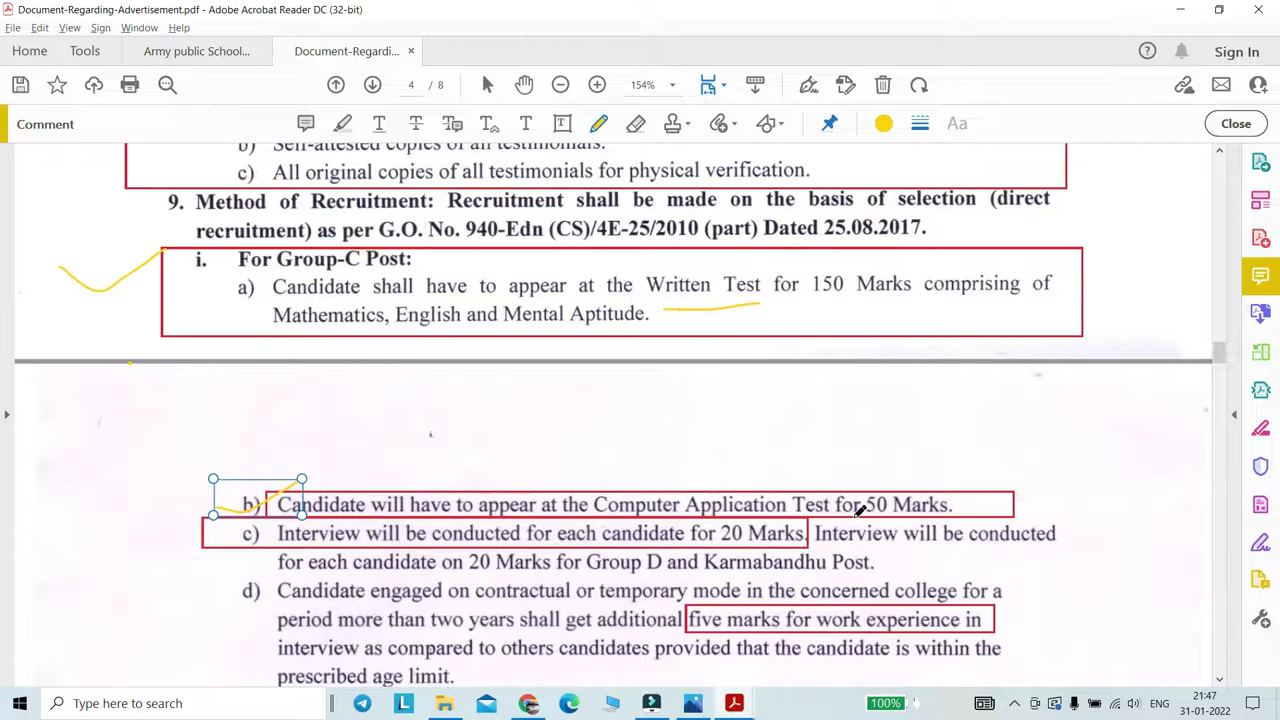 Document-Regarding-Advertisement.pdf - Adobe Acrobat Reader DC (32-bit)
File Edit View Sign Window Help
Home Tools Army public School... Document-Regardi... × Sign In
4 / 8 154%
Comment Close
b) Self-attested copies of all testimonials.
c) All original copies of all testimonials for physical verification.
9. Method of Recruitment: Recruitment shall be made on the basis of selection (direct
recruitment) as per G.O. No. 940-Edn (CS)/4E-25/2010 (part) Dated 25.08.2017.
i. For Group-C Post:
a) Candidate shall have to appear at the Written Test for 150 Marks comprising of
Mathematics, English and Mental Aptitude.
b) Candidate will have to appear at the Computer Application Test for 50 Marks.
c) Interview will be conducted for each candidate for 20 Marks. Interview will be conducted
for each candidate on 20 Marks for Group D and Karmabandhu Post.
d) Candidate engaged on contractual or temporary mode in the concerned college for a
period more than two years shall get additional five marks for work experience in
interview as compared to others candidates provided that the candidate is within the
prescribed age limit.
Type here to search 100% ENG 21:47
31-01-2022